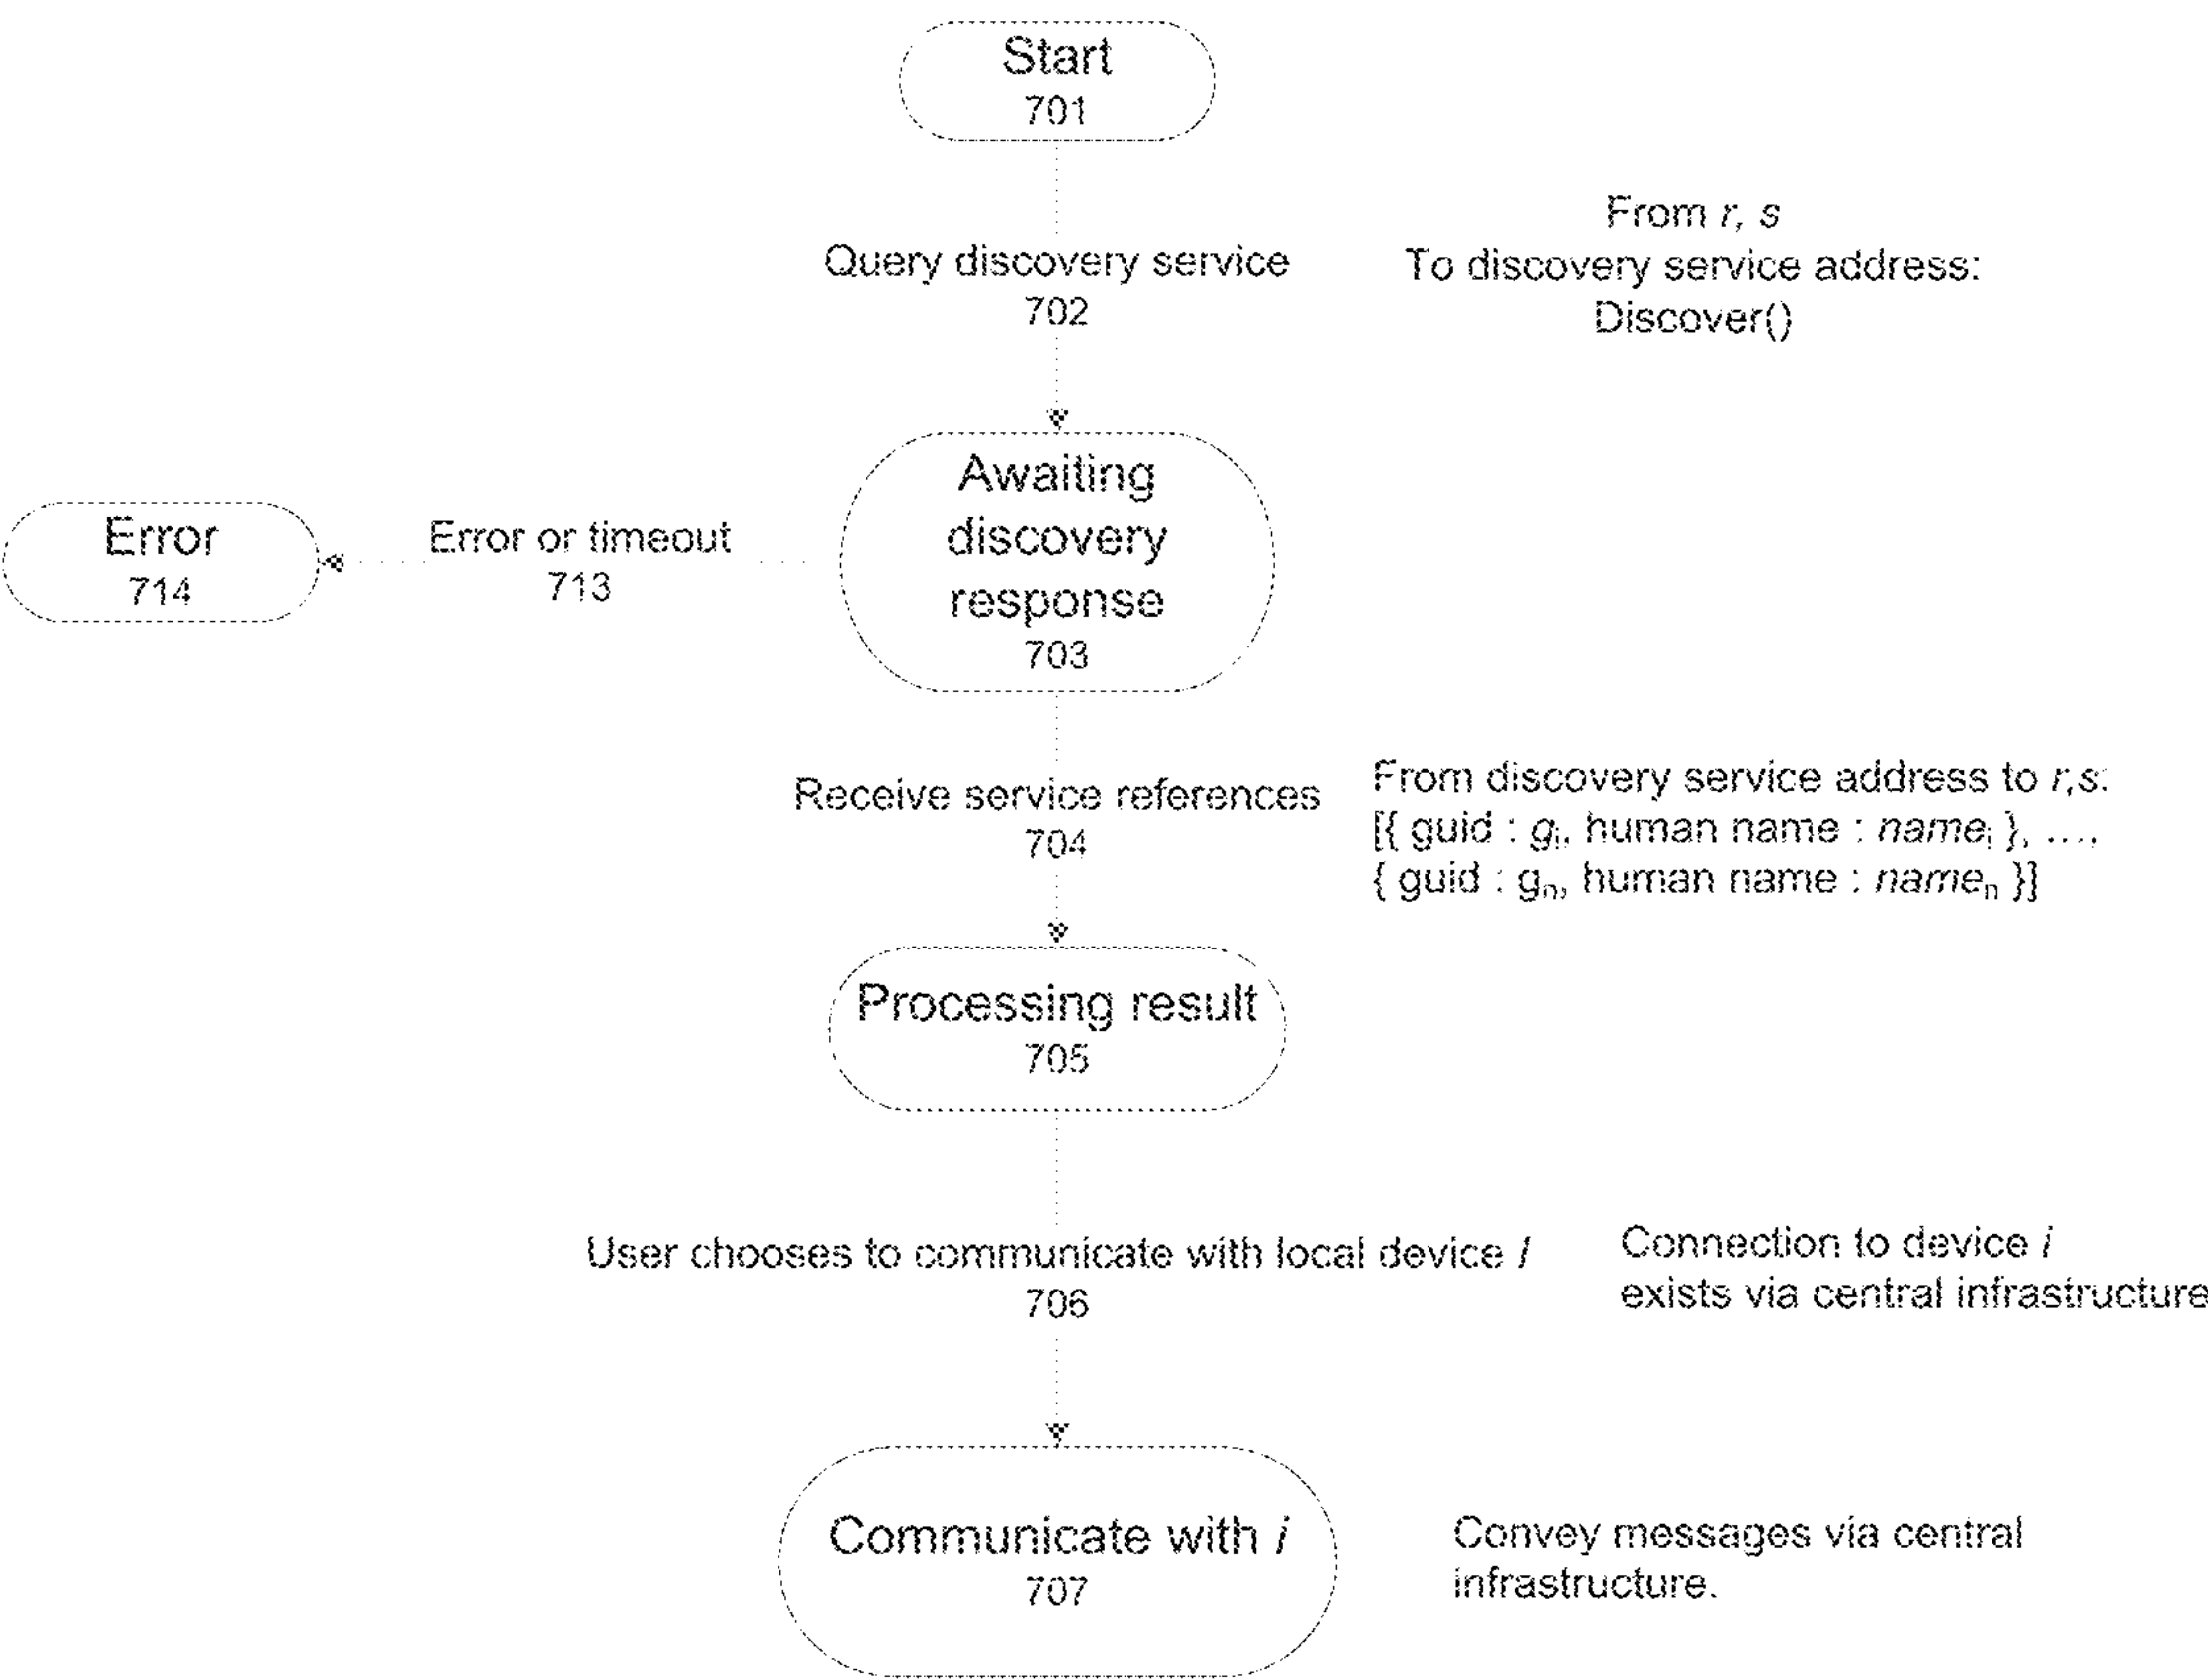 Start
701
Query discovery service
702
From r, s
To discovery service address:
Discover()
Awaiting
discovery
response
703
Error or timeout
713
Error
714
Receive service references
704
From discovery service address to r,s:
[{ guid : gᵢ, human name : nameᵢ }, ...,
{ guid : gₙ, human name : nameₙ }]
Processing result
705
User chooses to communicate with local device I
706
Connection to device i
exists via central infrastructure
Communicate with i
707
Convey messages via central
infrastructure.